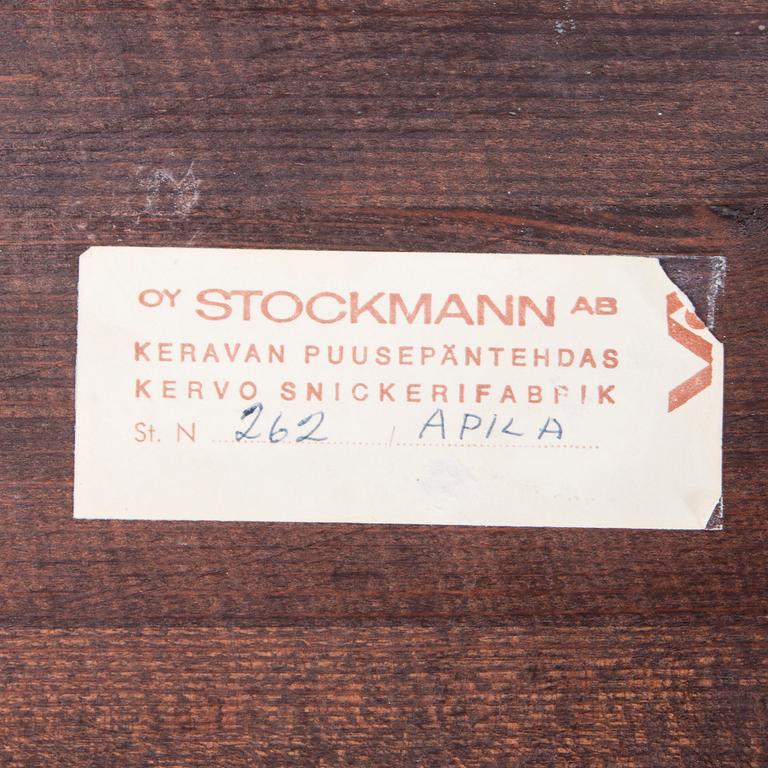 OY STOCKMANN AB
KERAVAN PUUSEPÄNTEHDAS
KERVO SNICKERIFABRIK
St. N 262 APILA